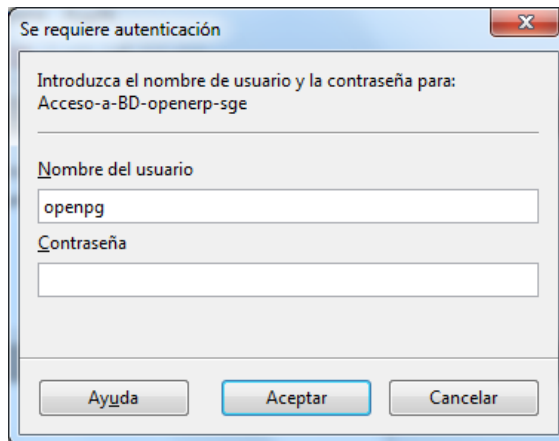 Se requiere autenticación
Introduzca el nombre de usuario y la contraseña para:
Acceso-a-BD-openerp-sge
Nombre del usuario
openpg
Contraseña
Ayuda Aceptar Cancelar